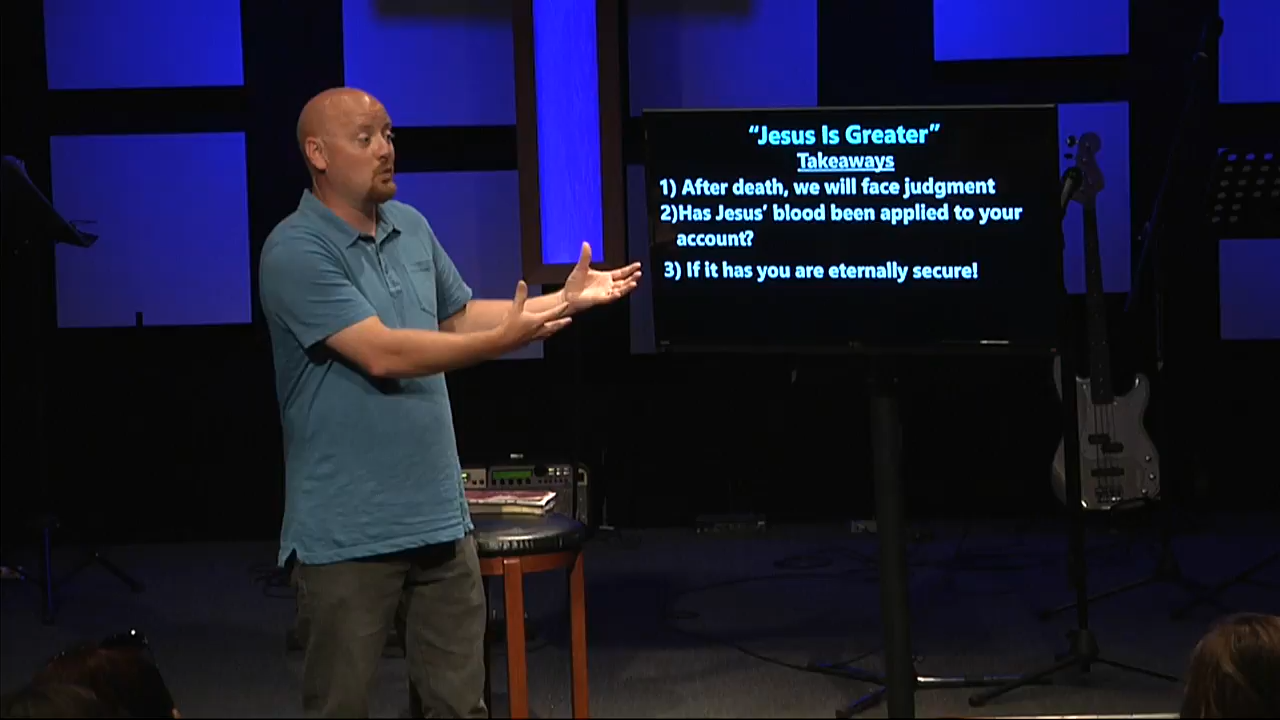 “Jesus Is Greater”
Takeaways
1) After death, we will face judgment
2)Has Jesus’ blood been applied to your
account?
3) If it has you are eternally secure!